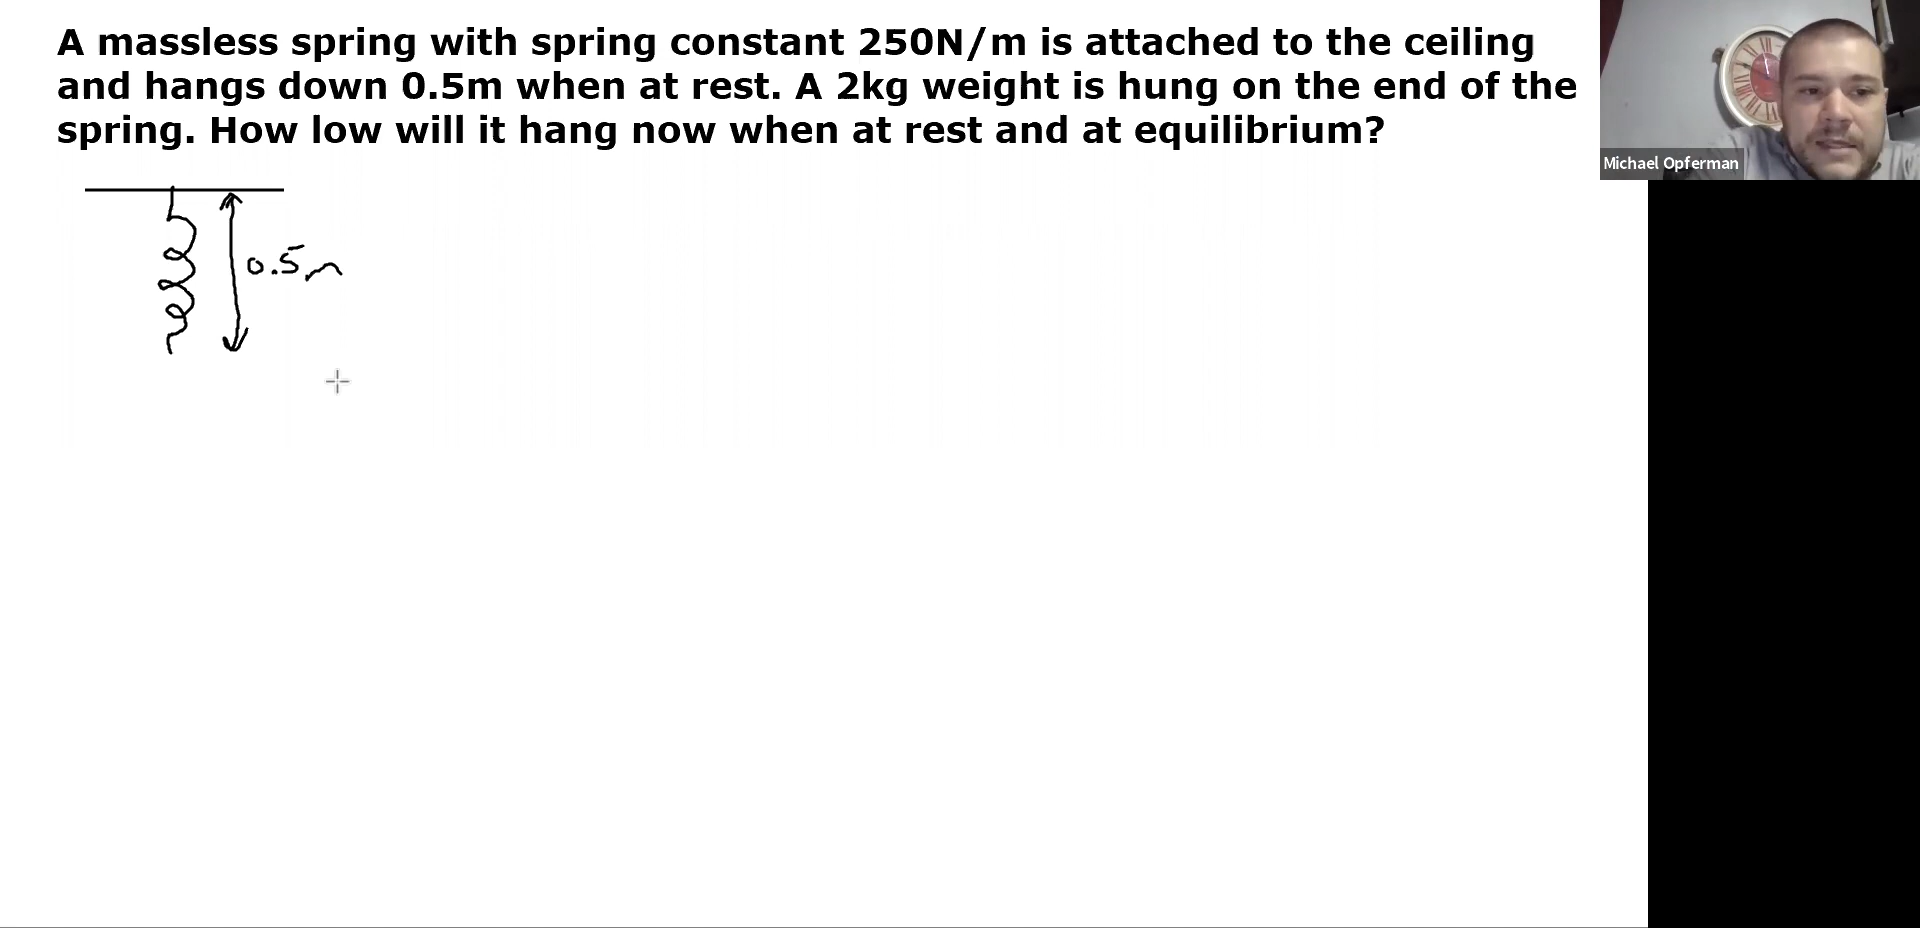 A massless spring with spring constant 250N/m is attached to the ceiling
and hangs down 0.5m when at rest. A 2kg weight is hung on the end of the
spring. How low will it hang now when at rest and at equilibrium?
Michael Opferman
0.5m